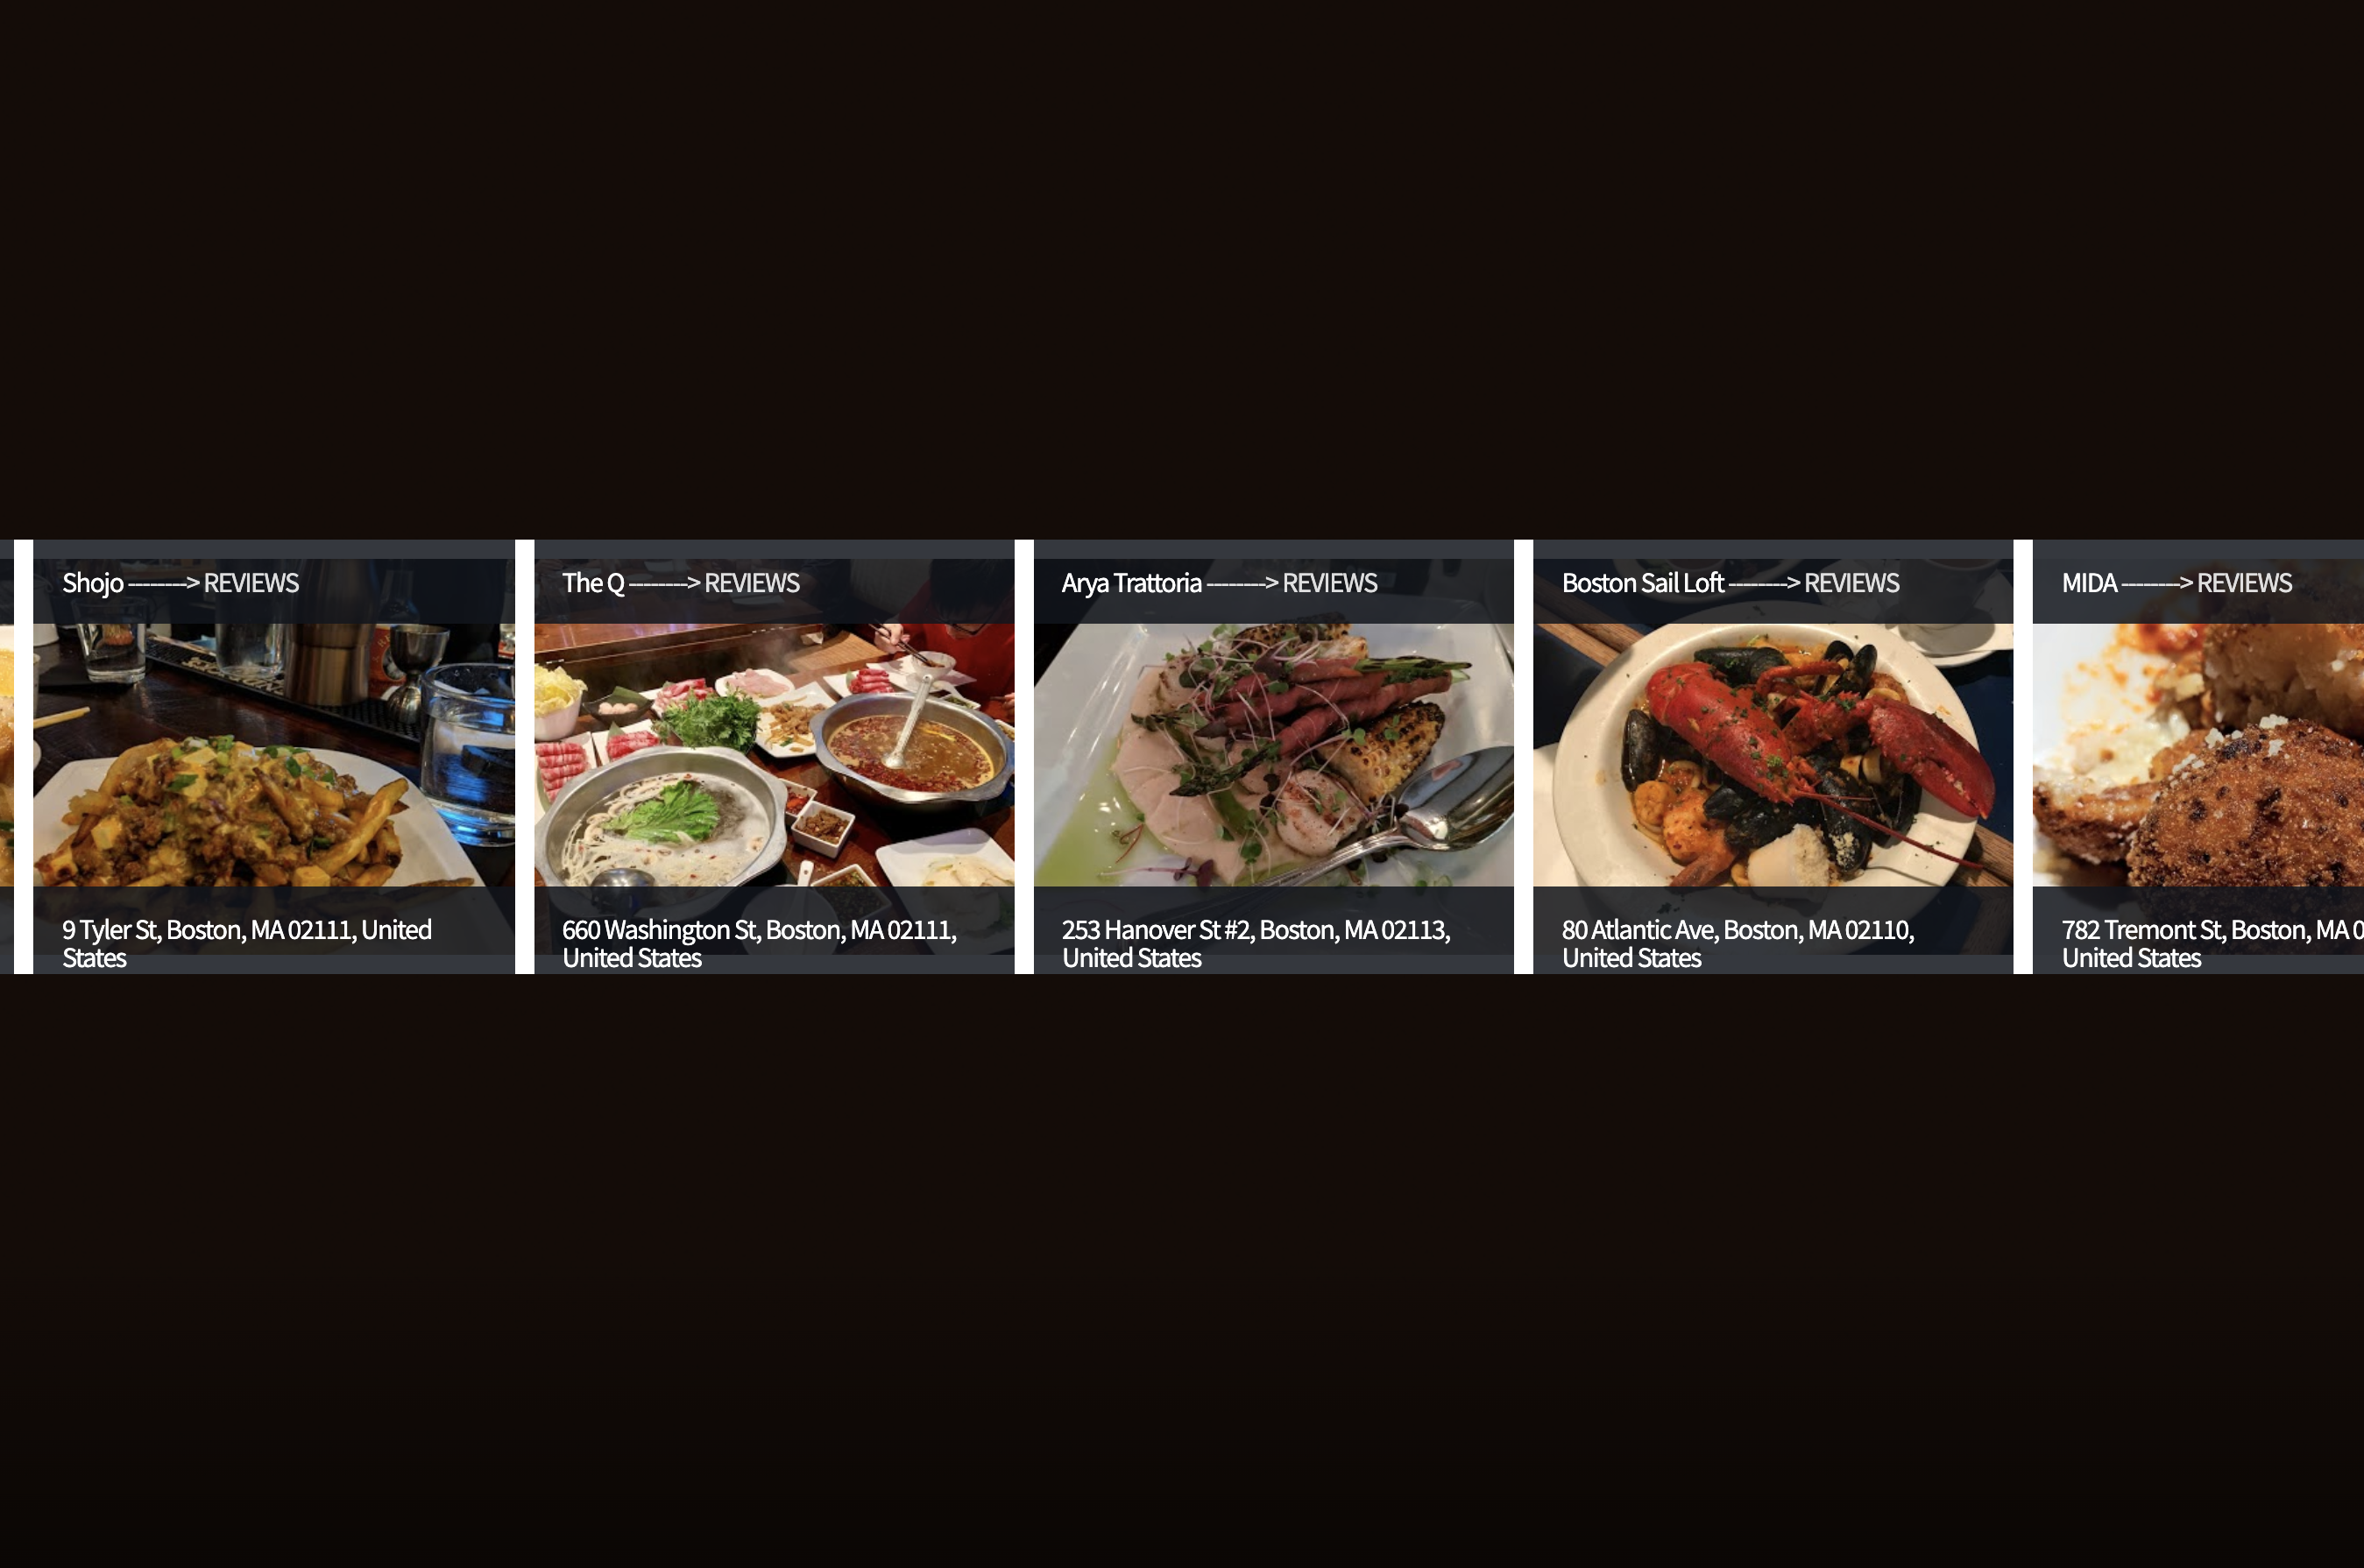 Shojo --------> REVIEWS
9 Tyler St, Boston, MA 02111, United
States
The Q --------> REVIEWS
660 Washington St, Boston, MA 02111,
United States
Arya Trattoria --------> REVIEWS
253 Hanover St #2, Boston, MA 02113,
United States
Boston Sail Loft --------> REVIEWS
80 Atlantic Ave, Boston, MA 02110,
United States
MIDA --------> REVIEWS
782 Tremont St, Boston, MA 0
United States